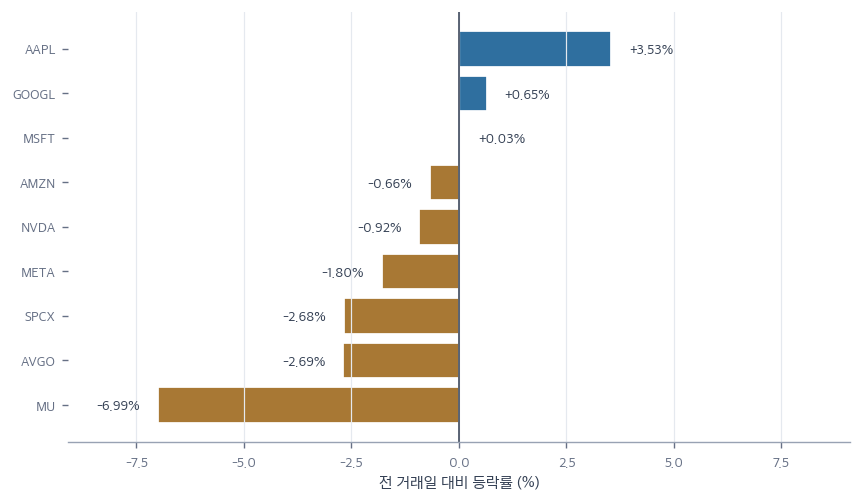 AAPL +3.53%
GOOGL +0.65%
MSFT +0.03%
AMZN -0.66%
NVDA -0.92%
META -1.80%
SPCX -2.68%
AVGO -2.69%
MU -6.99%
-7.5 -5.0 -2.5 0.0 2.5 5.0 7.5
전 거래일 대비 등락률 (%)